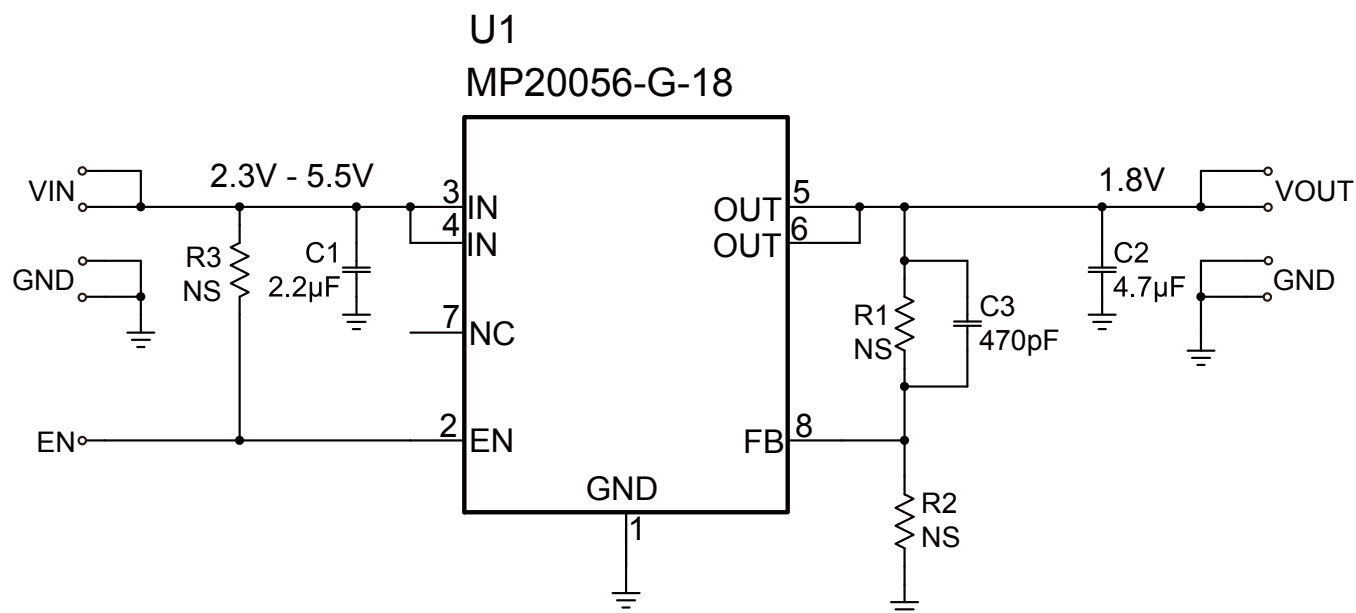 U1
MP20056-G-18
VIN
2.3V - 5.5V
3
IN
4
IN
5
OUT
6
OUT
1.8V
VOUT
GND
R3
NS
C1
2.2µF
7
NC
R1
NS
C3
470pF
C2
4.7µF
GND
EN
2
EN
8
FB
GND
1
R2
NS